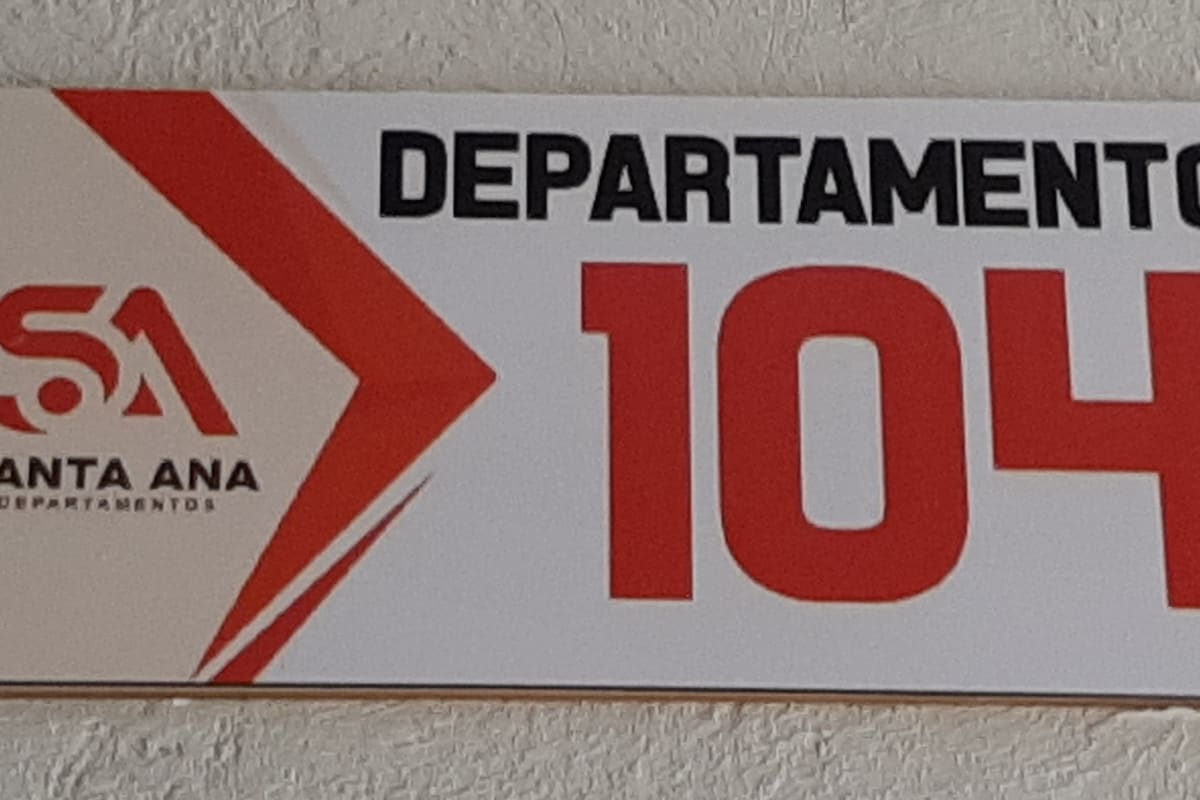 SA
ANTA ANA
DEPARTAMENTOS
DEPARTAMENTO
104